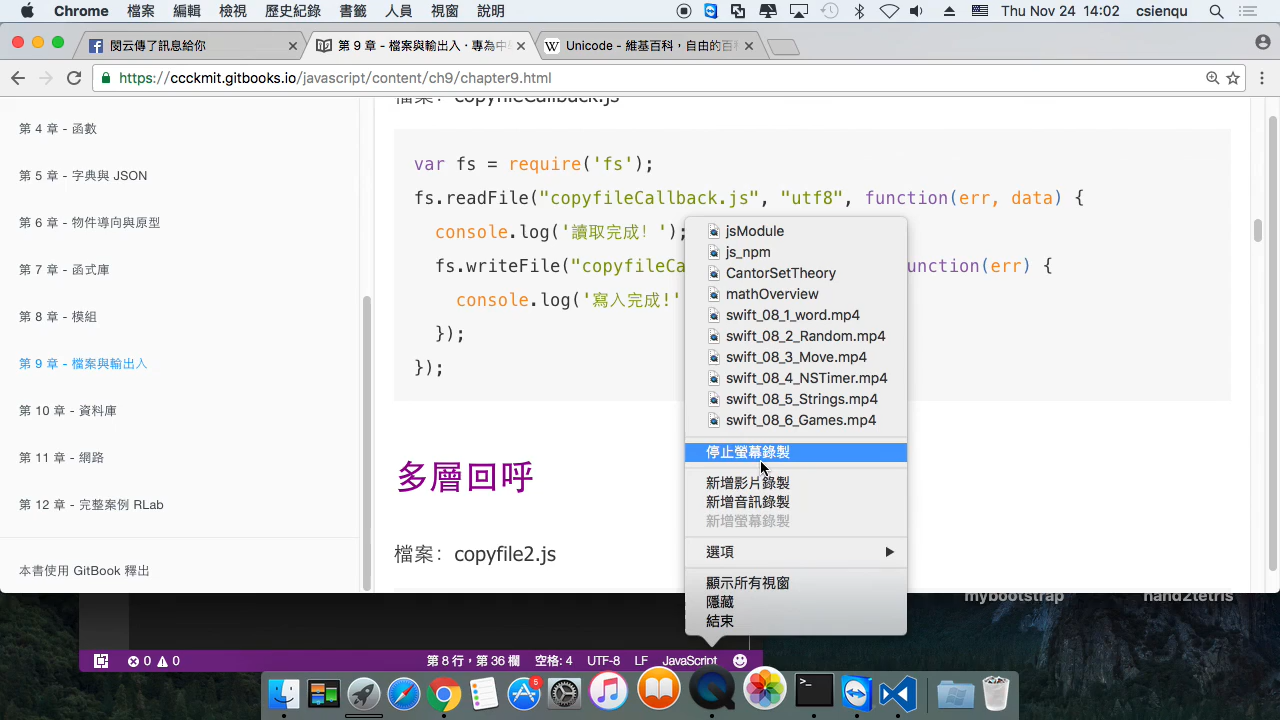 Chrome 檔案 編輯 檢視 歷史紀錄 書籤 人員 視窗 說明 Thu Nov 24 14:02 csienqu
閔云傳了訊息給你
第 9 章 - 檔案與輸出入 · 專為中
W Unicode - 維基百科，自由的百科
https://ccckmit.gitbooks.io/javascript/content/ch9/chapter9.html
第 4 章 - 函數
第 5 章 - 字典與 JSON
第 6 章 - 物件導向與原型
第 7 章 - 函式庫
第 8 章 - 模組
第 9 章 - 檔案與輸出入
第 10 章 - 資料庫
第 11 章 - 網路
第 12 章 - 完整案例 RLab
本書使用 GitBook 釋出
檔案：copyfileCallback.js
var fs = require('fs');
fs.readFile("copyfileCallback.js", "utf8", function(err, data) {
console.log('讀取完成！');
fs.writeFile("copyfileCa function(err) {
console.log('寫入完成!'
});
});
多層回呼
檔案：copyfile2.js
jsModule
js_npm
CantorSetTheory
mathOverview
swift_08_1_word.mp4
swift_08_2_Random.mp4
swift_08_3_Move.mp4
swift_08_4_NSTimer.mp4
swift_08_5_Strings.mp4
swift_08_6_Games.mp4
停止螢幕錄製
新增影片錄製
新增音訊錄製
新增螢幕錄製
選項
顯示所有視窗
隱藏
結束
mybootstrap hand2tetris
0 0 第 8 行，第 36 欄 空格: 4 UTF-8 LF JavaScript
6